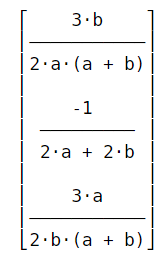 ⎡    3⋅b    ⎤
⎢───────────⎥
⎢2⋅a⋅(a + b)⎥
⎢           ⎥
⎢    -1     ⎥
⎢ ───────── ⎥
⎢ 2⋅a + 2⋅b ⎥
⎢           ⎥
⎢    3⋅a    ⎥
⎢───────────⎥
⎣2⋅b⋅(a + b)⎦